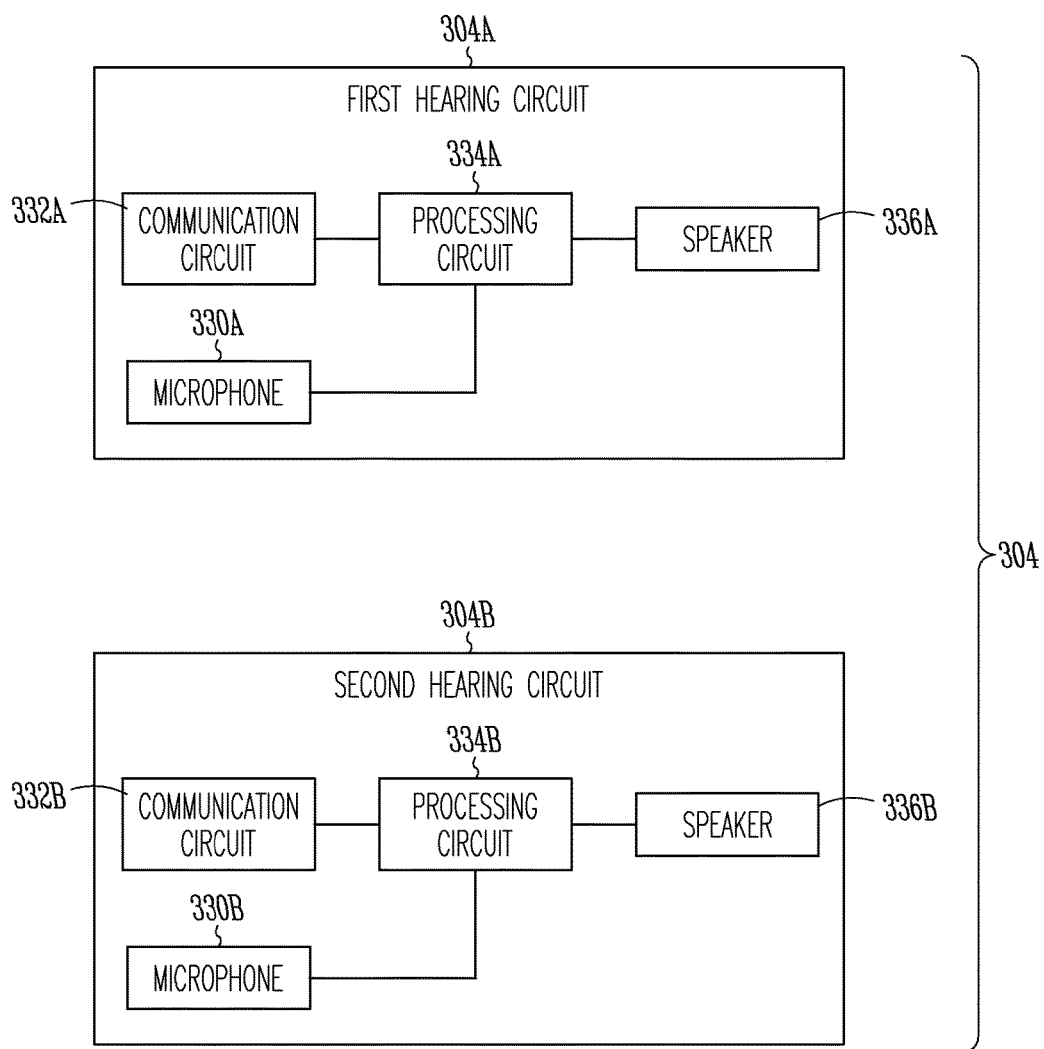 304A
FIRST HEARING CIRCUIT
334A
332A
COMMUNICATION
CIRCUIT
PROCESSING
CIRCUIT
SPEAKER
336A
330A
MICROPHONE
304
304B
SECOND HEARING CIRCUIT
334B
332B
COMMUNICATION
CIRCUIT
PROCESSING
CIRCUIT
SPEAKER
336B
330B
MICROPHONE